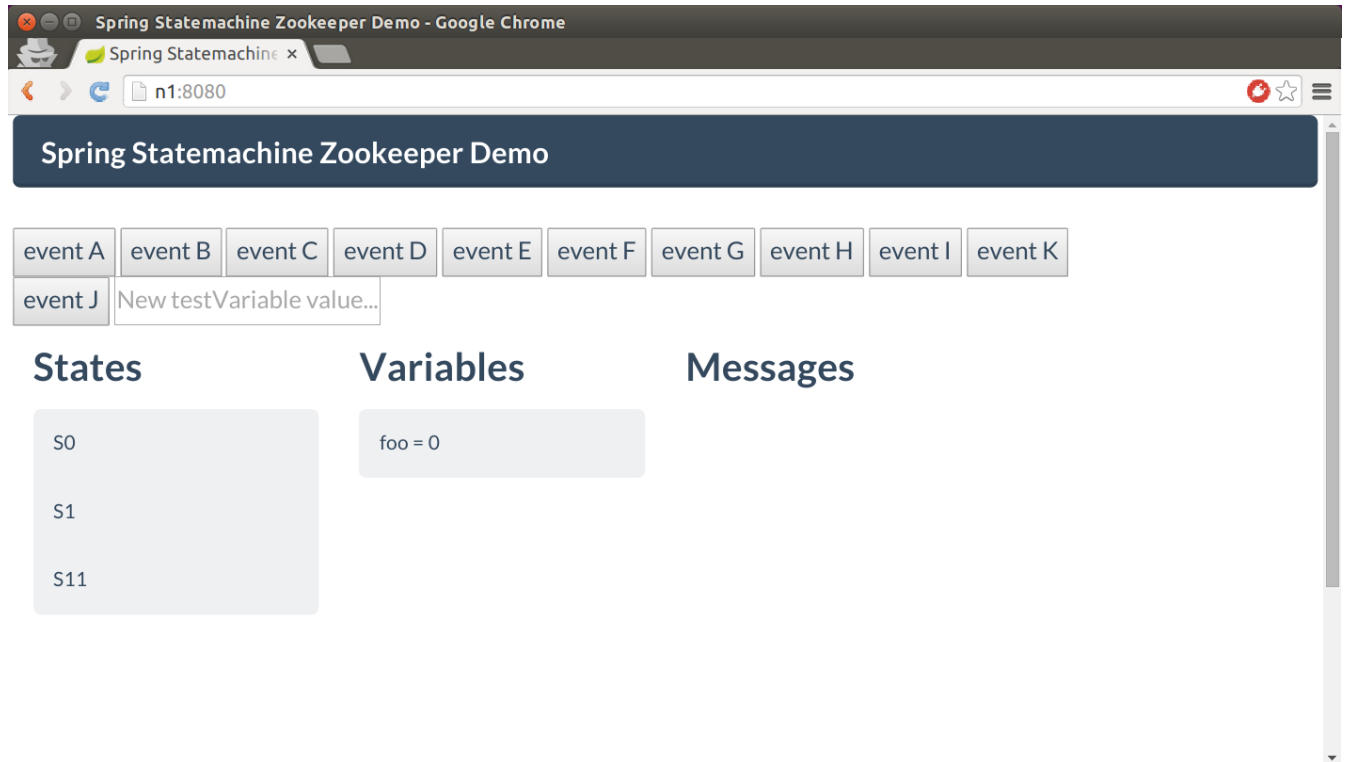 Spring Statemachine Zookeeper Demo - Google Chrome
Spring Statemachine
n1:8080
Spring Statemachine Zookeeper Demo
event A event B event C event D event E event F event G event H event I event K
event J New testVariable value...
States Variables Messages
S0 foo = 0
S1
S11